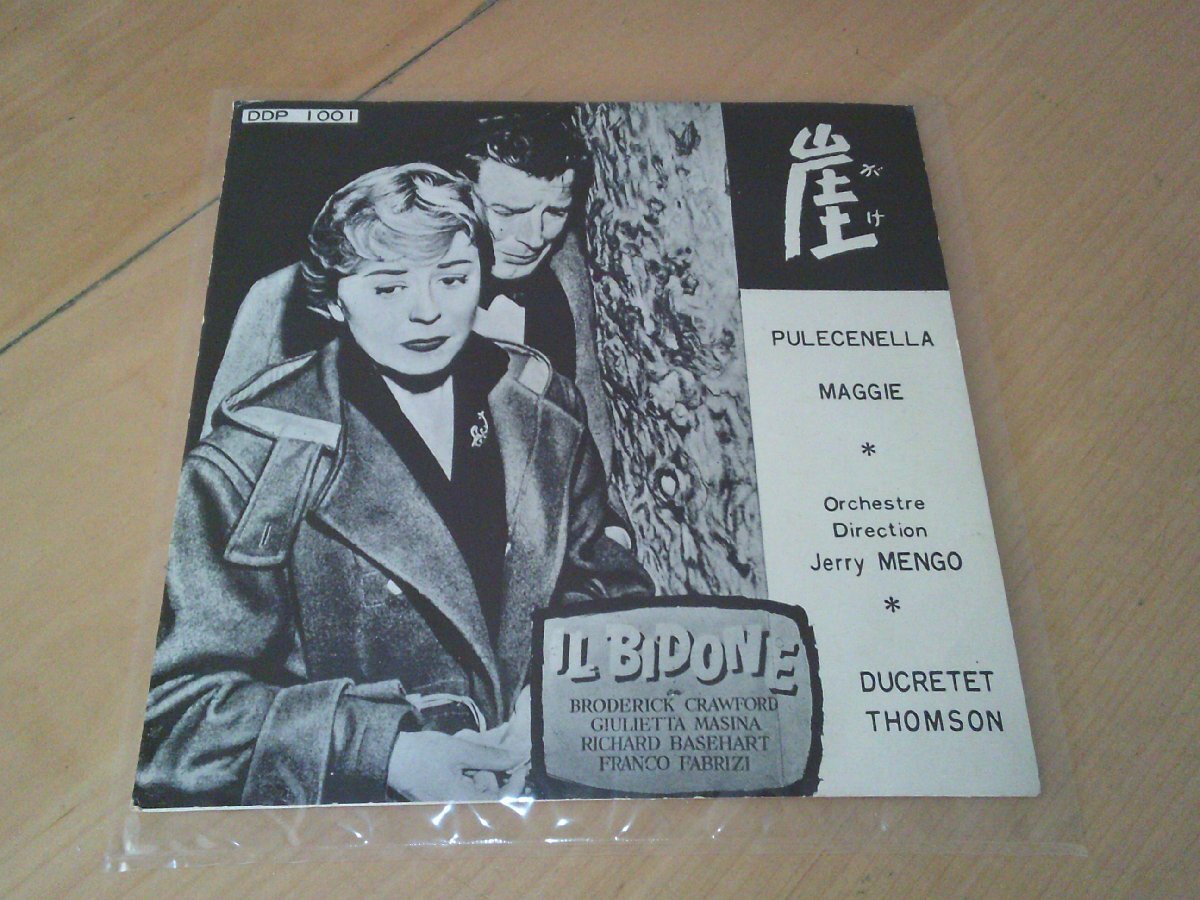 DDP 1001
崖
がけ
PULECENELLA
MAGGIE
*
Orchestre
Direction
Jerry MENGO
*
DUCRETET
THOMSON
IL BIDONE
BRODERICK CRAWFORD
GIULIETTA MASINA
RICHARD BASEHART
FRANCO FABRIZI